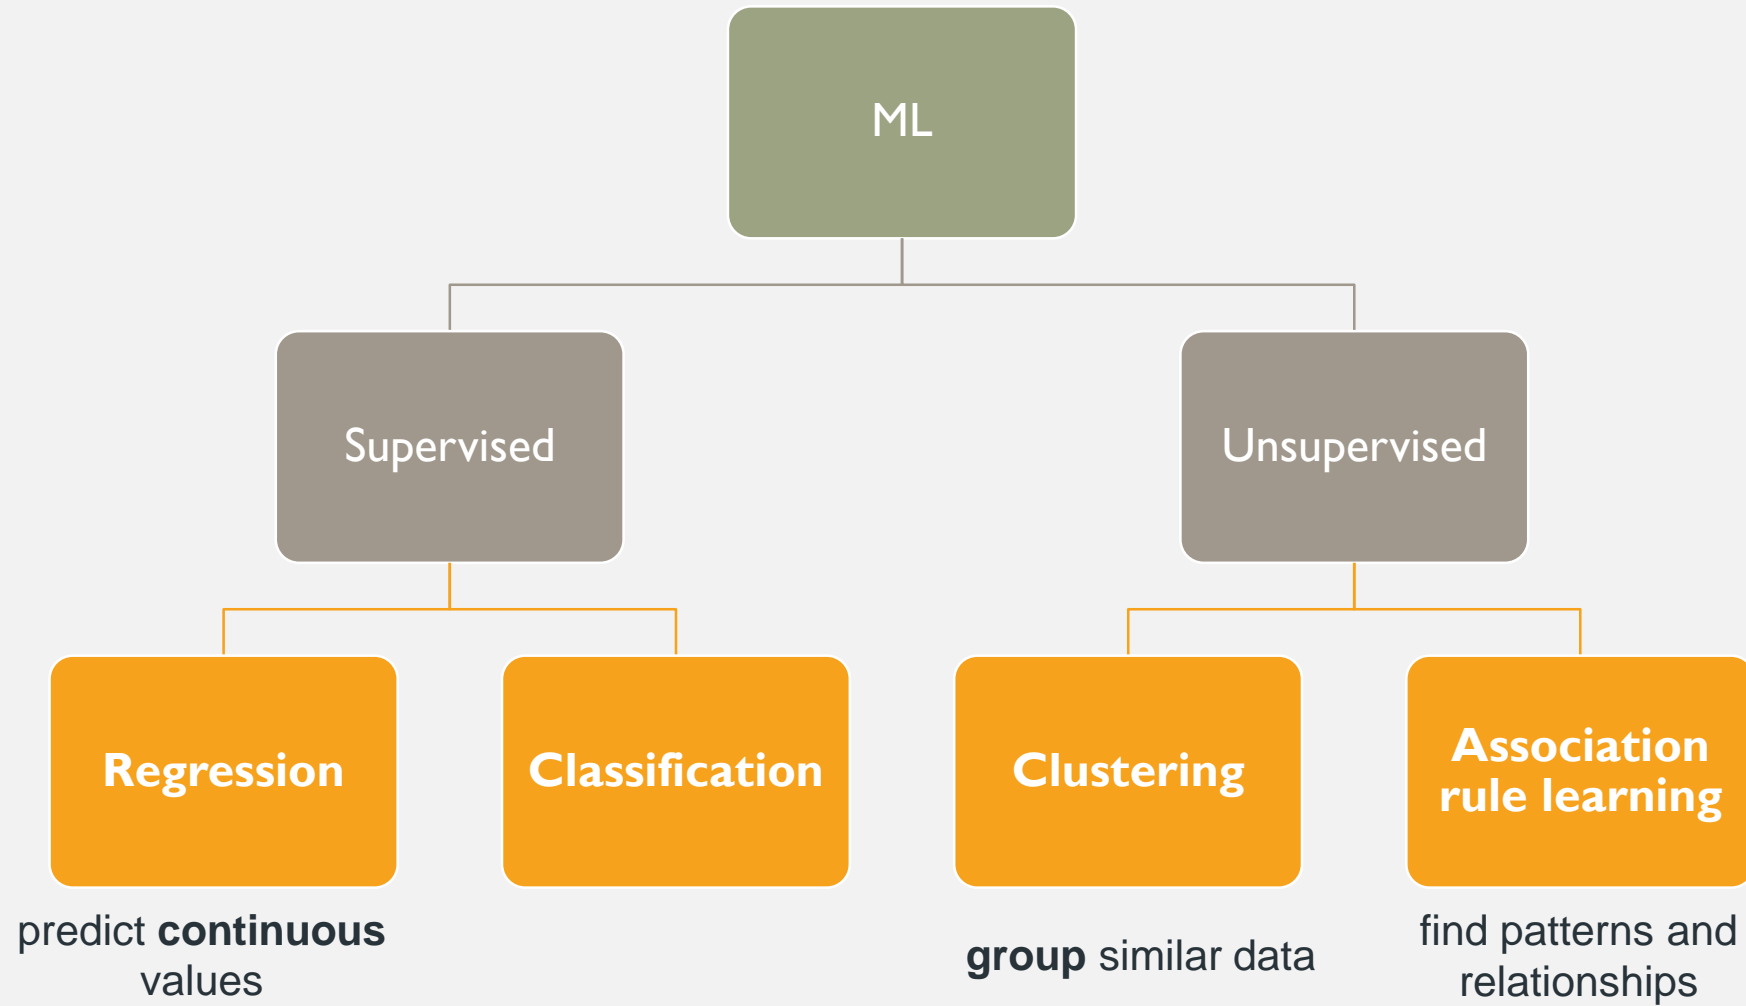 ML
Supervised
Unsupervised
Regression
Classification
Clustering
Association
rule learning
predict continuous
values
group similar data
find patterns and
relationships